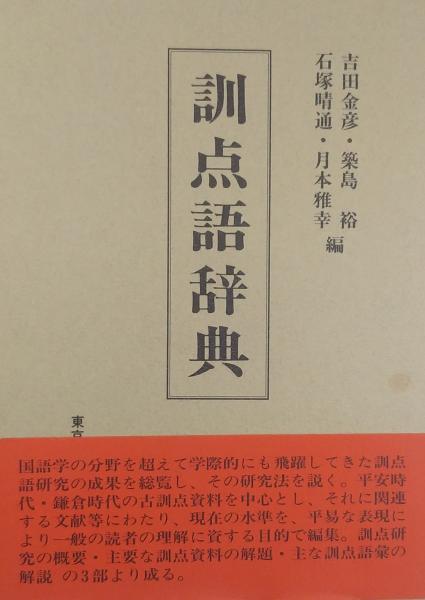 吉田金彦・築島 裕
石塚晴通・月本雅幸 編
訓点語辞典
東京
国語学の分野を超えて学際的にも飛躍してきた訓点
語研究の成果を総覧し、その研究法を説く。平安時
代・鎌倉時代の古訓点資料を中心とし、それに関連
する文献等にわたり、現在の水準を、平易な表現に
より一般の読者の理解に資する目的で編集。訓点研
究の概要・主要な訓点資料の解題・主な訓点語彙の
解説 の3部より成る。